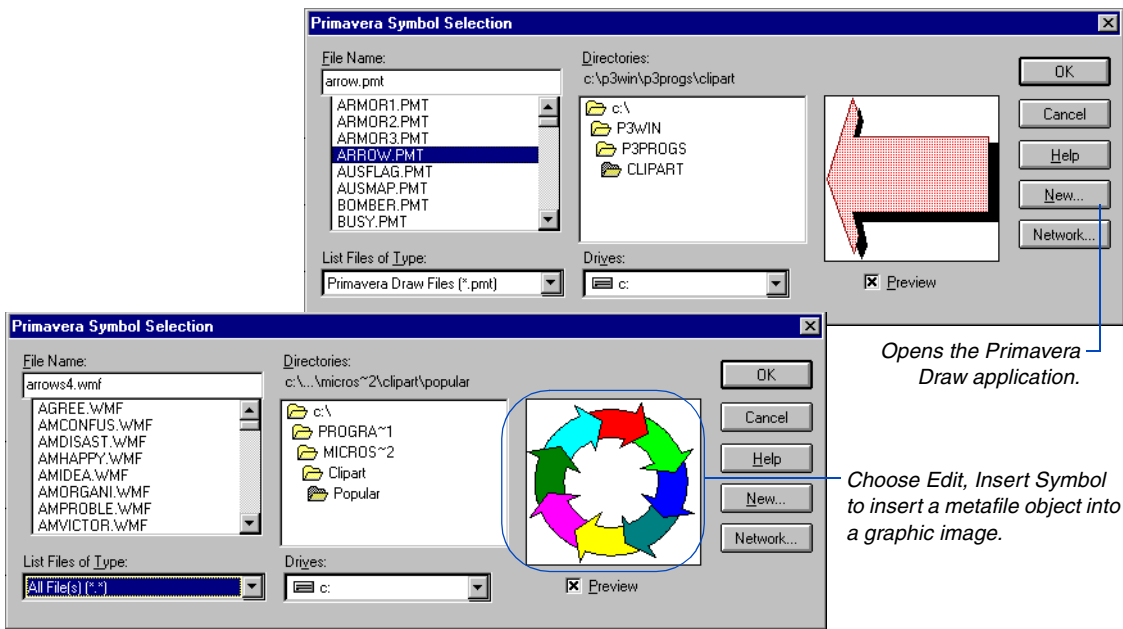 Primavera Symbol Selection
File Name:
arrow.pmt
ARMOR1.PMT
ARMOR2.PMT
ARMOR3.PMT
ARROW.PMT
AUSFLAG.PMT
AUSMAP.PMT
BOMBER.PMT
BUSY.PMT
List Files of Type:
Primavera Draw Files (*.pmt)
Directories:
c:\p3win\p3progs\clipart
c:\
P3WIN
P3PROGS
CLIPART
Drives:
c:
Preview
OK
Cancel
Help
New...
Network...
Opens the Primavera
Draw application.
Primavera Symbol Selection
File Name:
arrows4.wmf
AGREE.WMF
AMCONFUS.WMF
AMDISAST.WMF
AMHAPPY.WMF
AMIDEA.WMF
AMORGANI.WMF
AMPROBLE.WMF
AMVICTOR.WMF
List Files of Type:
All File(s) (*.*)
Directories:
c:\...\micros~2\clipart\popular
c:\
PROGRA~1
MICROS~2
Clipart
Popular
Drives:
c:
Preview
OK
Cancel
Help
New...
Network...
Choose Edit, Insert Symbol
to insert a metafile object into
a graphic image.